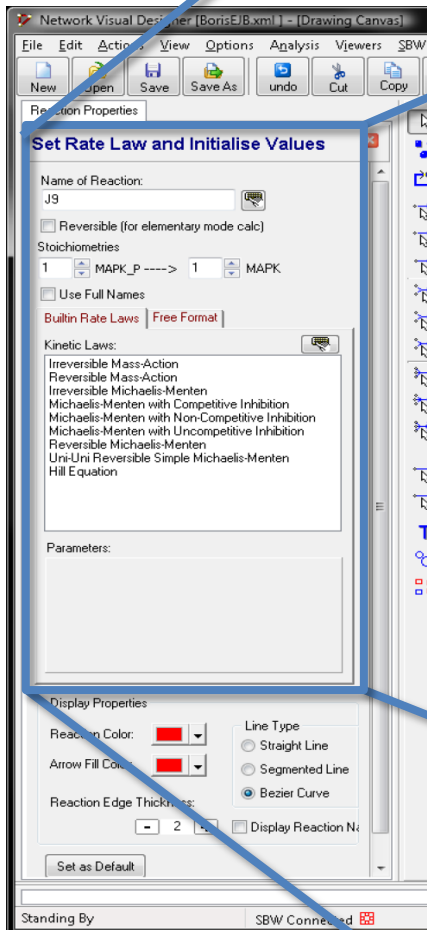 Network Visual Designer [BorisEJB.xml ] - [Drawing Canvas]
File Edit Actions View Options Analysis Viewers SBW
New Open Save Save As undo Cut Copy
Reaction Properties
Set Rate Law and Initialise Values
Name of Reaction:
J9
Reversible (for elementary mode calc)
Stoichiometries
1 MAPK_P ----> 1 MAPK
Use Full Names
Builtin Rate Laws Free Format
Kinetic Laws:
Irreversible Mass-Action
Reversible Mass-Action
Irreversible Michaelis-Menten
Michaelis-Menten with Competitive Inhibition
Michaelis-Menten with Non-Competitive Inhibition
Michaelis-Menten with Uncompetitive Inhibition
Reversible Michaelis-Menten
Uni-Uni Reversible Simple Michaelis-Menten
Hill Equation
Parameters:
Display Properties
Reaction Color:
Line Type
Straight Line
Arrow Fill Color:
Segmented Line
Bezier Curve
Reaction Edge Thickness:
- 2 +
Display Reaction Na
Set as Default
Standing By SBW Connected